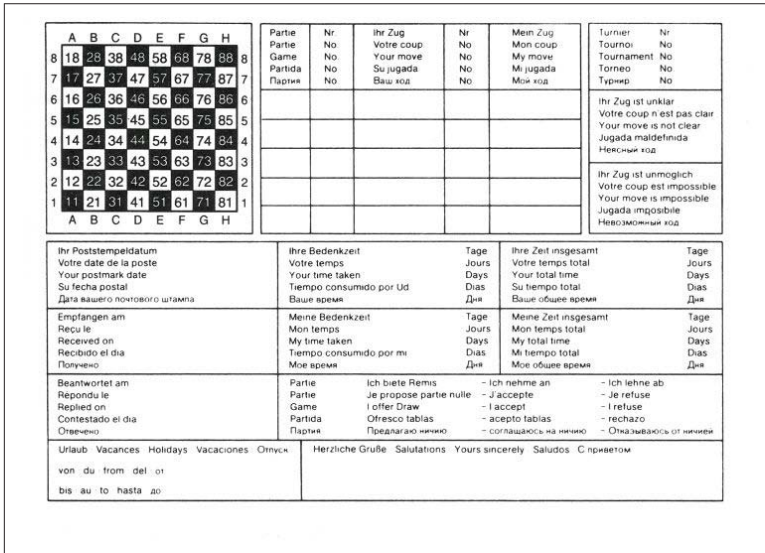 A B C D E F G H
8 18 28 38 48 58 68 78 88 8
7 17 27 37 47 57 67 77 87 7
6 16 26 36 46 56 66 76 86 6
5 15 25 35 45 55 65 75 85 5
4 14 24 34 44 54 64 74 84 4
3 13 23 33 43 53 63 73 83 3
2 12 22 32 42 52 62 72 82 2
1 11 21 31 41 51 61 71 81 1
A B C D E F G H
Partie Nr Ihr Zug Nr Mein Zug
Partie No Votre coup No Mon coup
Game No Your move No My move
Partida No Su jugada No Mi jugada
Партия No Ваш ход No Мой ход
Turnier Nr
Tournoi No
Tournament No
Torneo No
Турнир No
Ihr Zug ist unklar
Votre coup n'est pas clair
Your move is not clear
Jugada maldefinida
Неясный ход
Ihr Zug ist unmoglich
Votre coup est impossible
Your move is impossible
Jugada imposibile
Невозможный ход
Ihr Poststempeldatum
Votre date de la poste
Your postmark date
Su fecha postal
Дата вашего почтового штампа
Ihre Bedenkzeit Tage
Votre temps Jours
Your time taken Days
Tiempo consumido por Ud Dias
Ваше время Дня
Ihre Zeit insgesamt Tage
Votre temps total Jours
Your total time Days
Su tiempo total Dias
Ваше общее время Дня
Empfangen am
Reçu le
Received on
Recibido el dia
Получено
Meine Bedenkzeit Tage
Mon temps Jours
My time taken Days
Tiempo consumido por mi Dias
Мое время Дня
Meine Zeit insgesamt Tage
Mon temps total Jours
My total time Days
Mi tiempo total Dias
Мое общее время Дня
Beantwortet am
Répondu le
Replied on
Contestado el dia
Отвечено
Partie Ich biete Remis - Ich nehme an - Ich lehne ab
Partie Je propose partie nulle - J'accepte - Je refuse
Game I offer Draw - I accept - I refuse
Partida Ofresco tablas - acepto tablas - rechazo
Партия Предлагаю ничию - соглашаюсь на ничию - Отказываюсь от ничией
Urlaub Vacances Holidays Vacaciones Отпуск
von du from del от
bis au to hasta до
Herzliche Gruße Salutations Yours sincerely Saludos С приветом